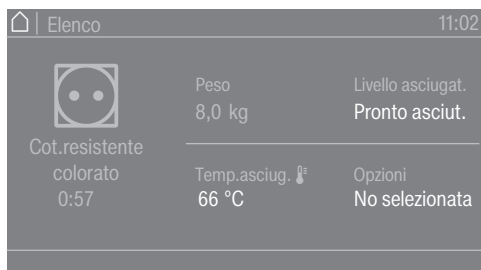 Elenco 11:02
Peso Livello asciugat.
8,0 kg Pronto asciut.
Cot.resistente
colorato
0:57
Temp.asciug. Opzioni
66 °C No selezionata